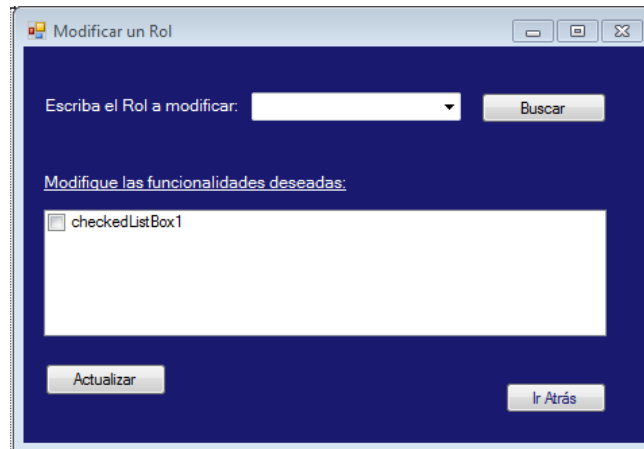 Modificar un Rol
Escriba el Rol a modificar:
Buscar
Modifique las funcionalidades deseadas:
checkedListBox1
Actualizar
Ir Atrás